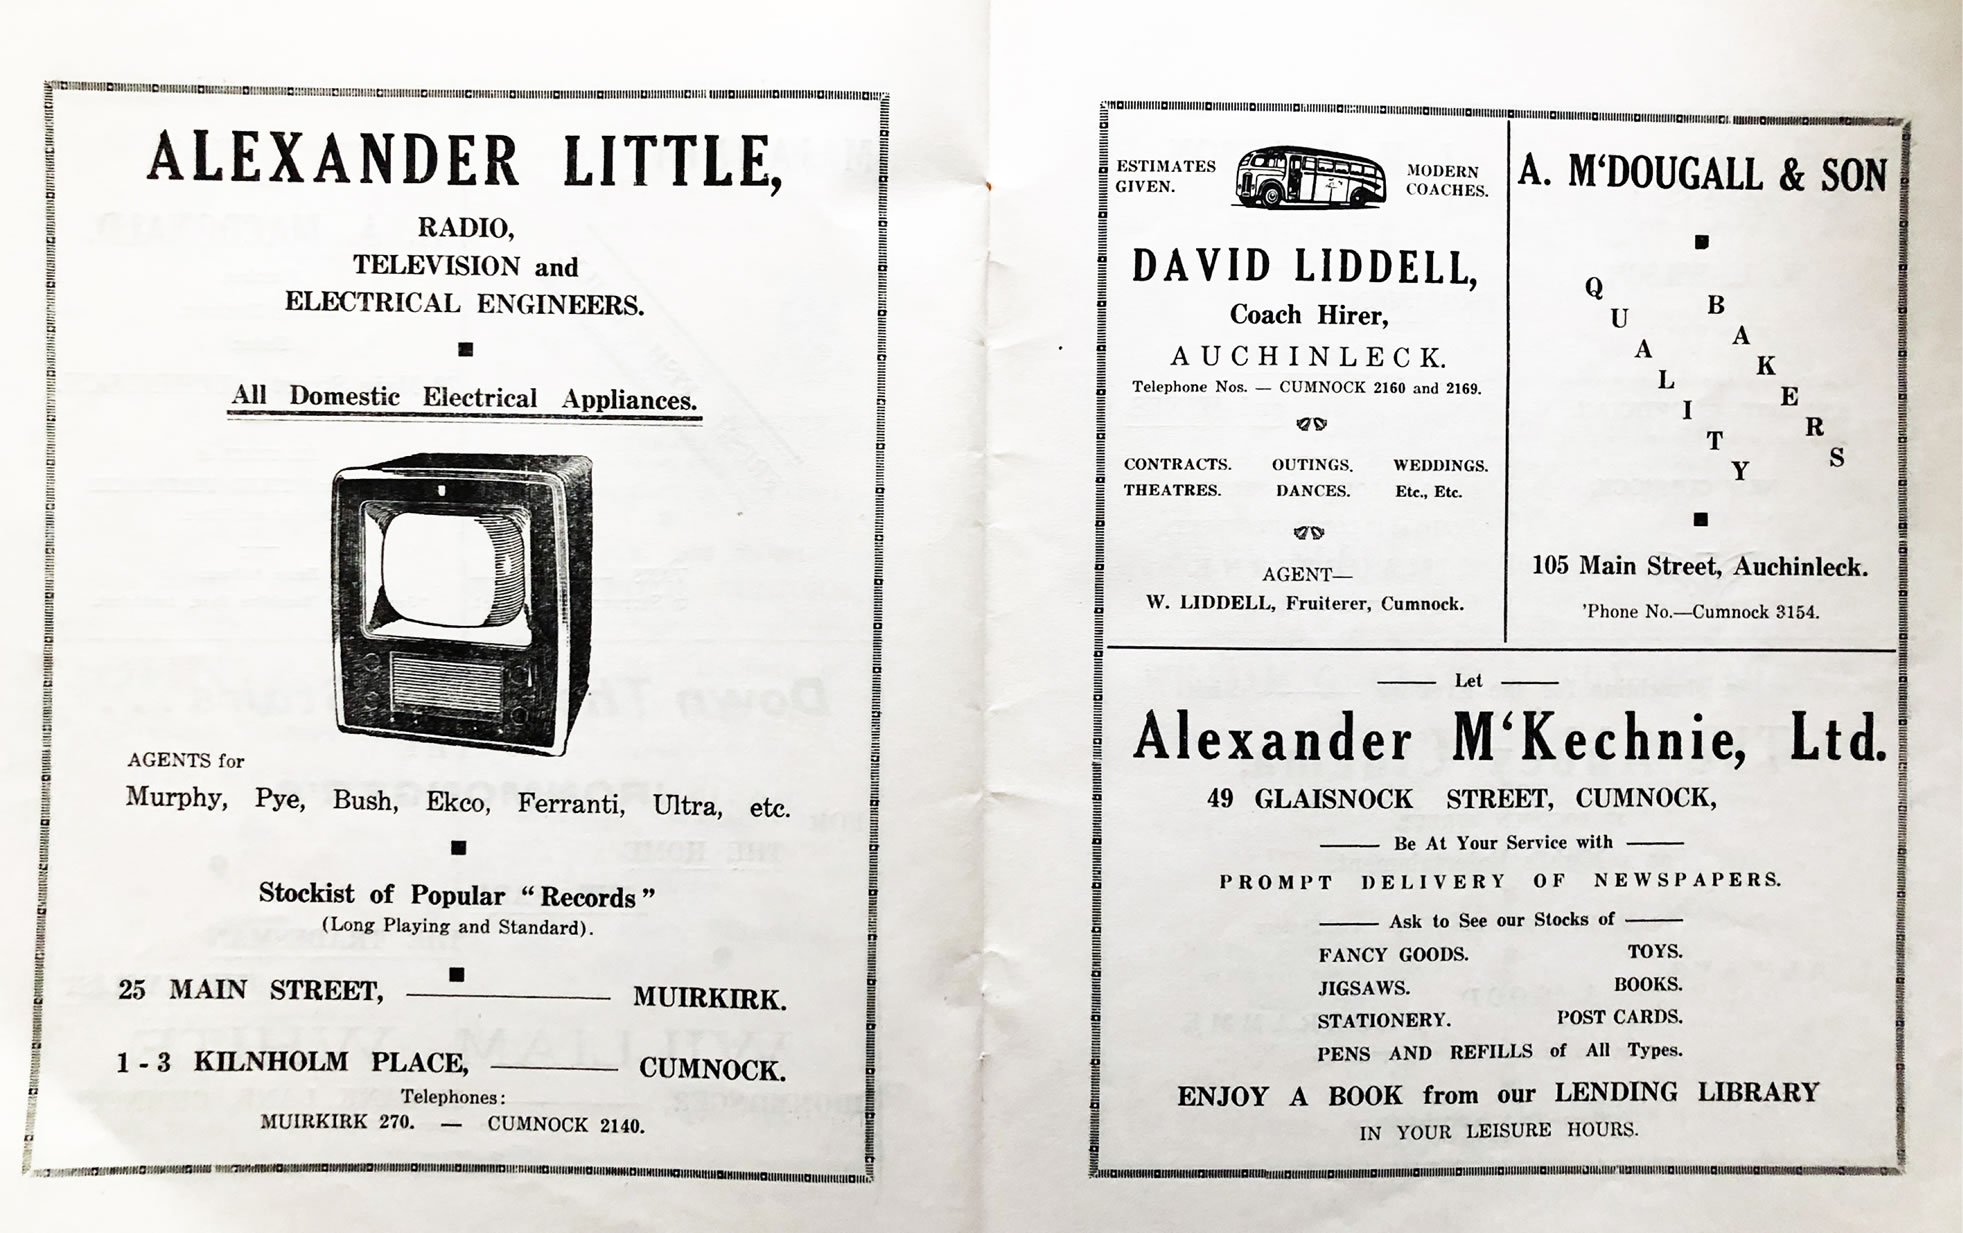 ALEXANDER LITTLE,
RADIO,
TELEVISION and
ELECTRICAL ENGINEERS.
All Domestic Electrical Appliances.
AGENTS for
Murphy, Pye, Bush, Ekco, Ferranti, Ultra, etc.
Stockist of Popular “Records”
(Long Playing and Standard).
25 MAIN STREET, ——— MUIRKIRK.
1 - 3 KILNHOLM PLACE, ——— CUMNOCK.
Telephones:
MUIRKIRK 270. — CUMNOCK 2140.
ESTIMATES GIVEN.
MODERN COACHES.
DAVID LIDDELL,
Coach Hirer,
AUCHINLECK.
Telephone Nos. — CUMNOCK 2160 and 2169.
CONTRACTS. OUTINGS. WEDDINGS.
THEATRES. DANCES. Etc., Etc.
AGENT—
W. LIDDELL, Fruiterer, Cumnock.
A. M‘DOUGALL & SON
QUALITY
BAKERS
105 Main Street, Auchinleck.
'Phone No.—Cumnock 3154.
—— Let ——
Alexander M‘Kechnie, Ltd.
49 GLAISNOCK STREET, CUMNOCK,
—— Be At Your Service with ——
PROMPT DELIVERY OF NEWSPAPERS.
—— Ask to See our Stocks of ——
FANCY GOODS. TOYS.
JIGSAWS. BOOKS.
STATIONERY. POST CARDS.
PENS AND REFILLS of All Types.
ENJOY A BOOK from our LENDING LIBRARY
IN YOUR LEISURE HOURS.